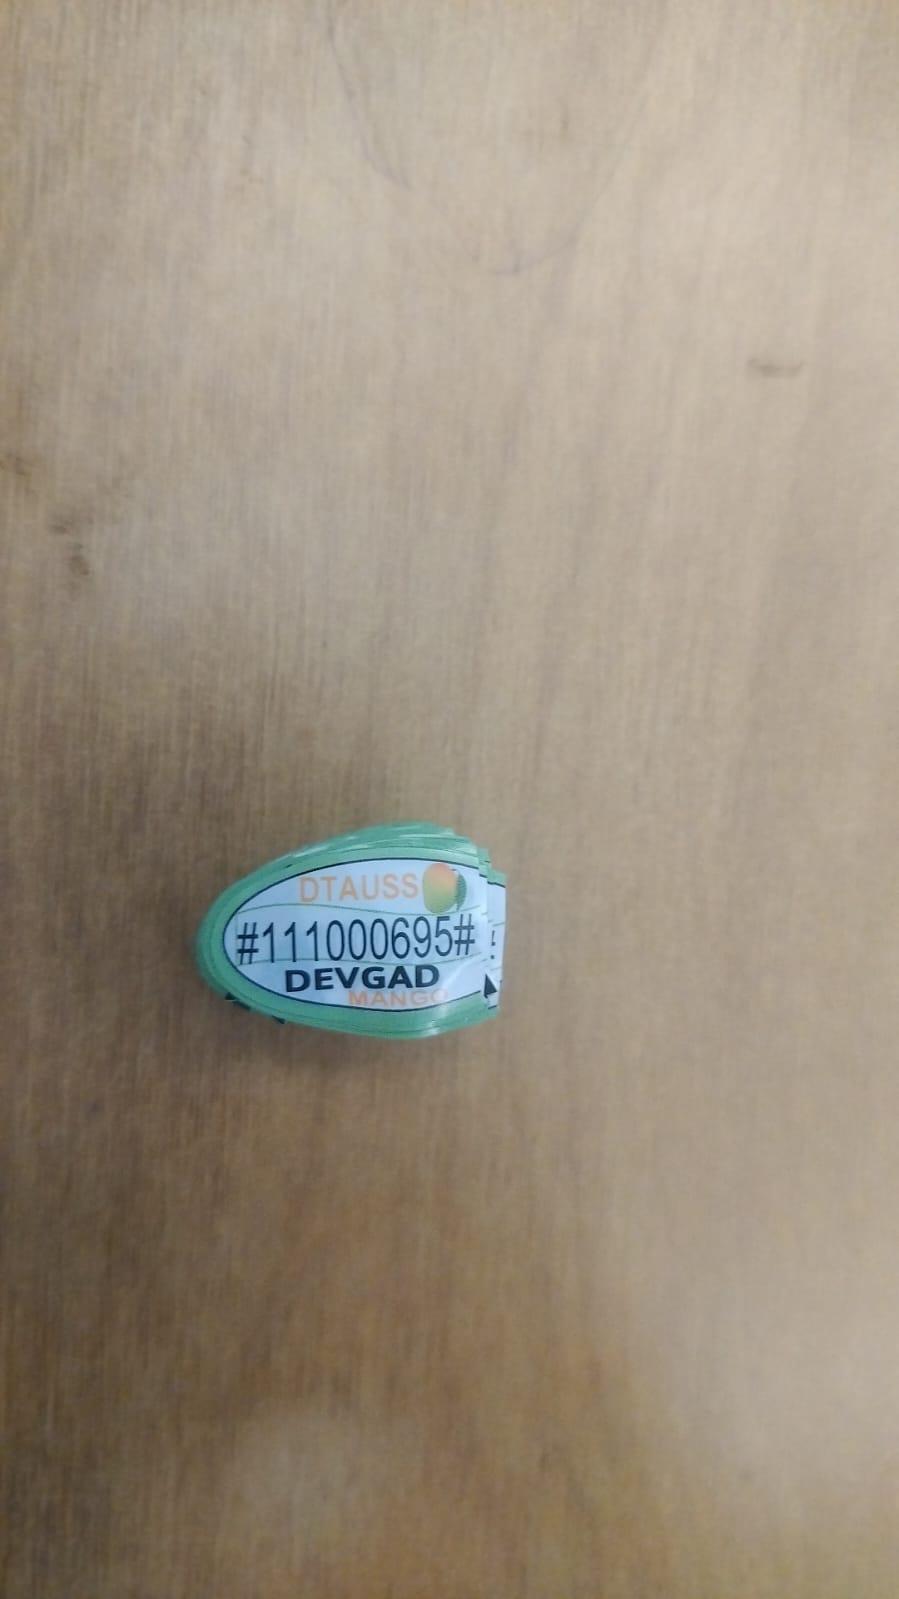 DTAUSS
#111000695#
DEVGAD
MANGO